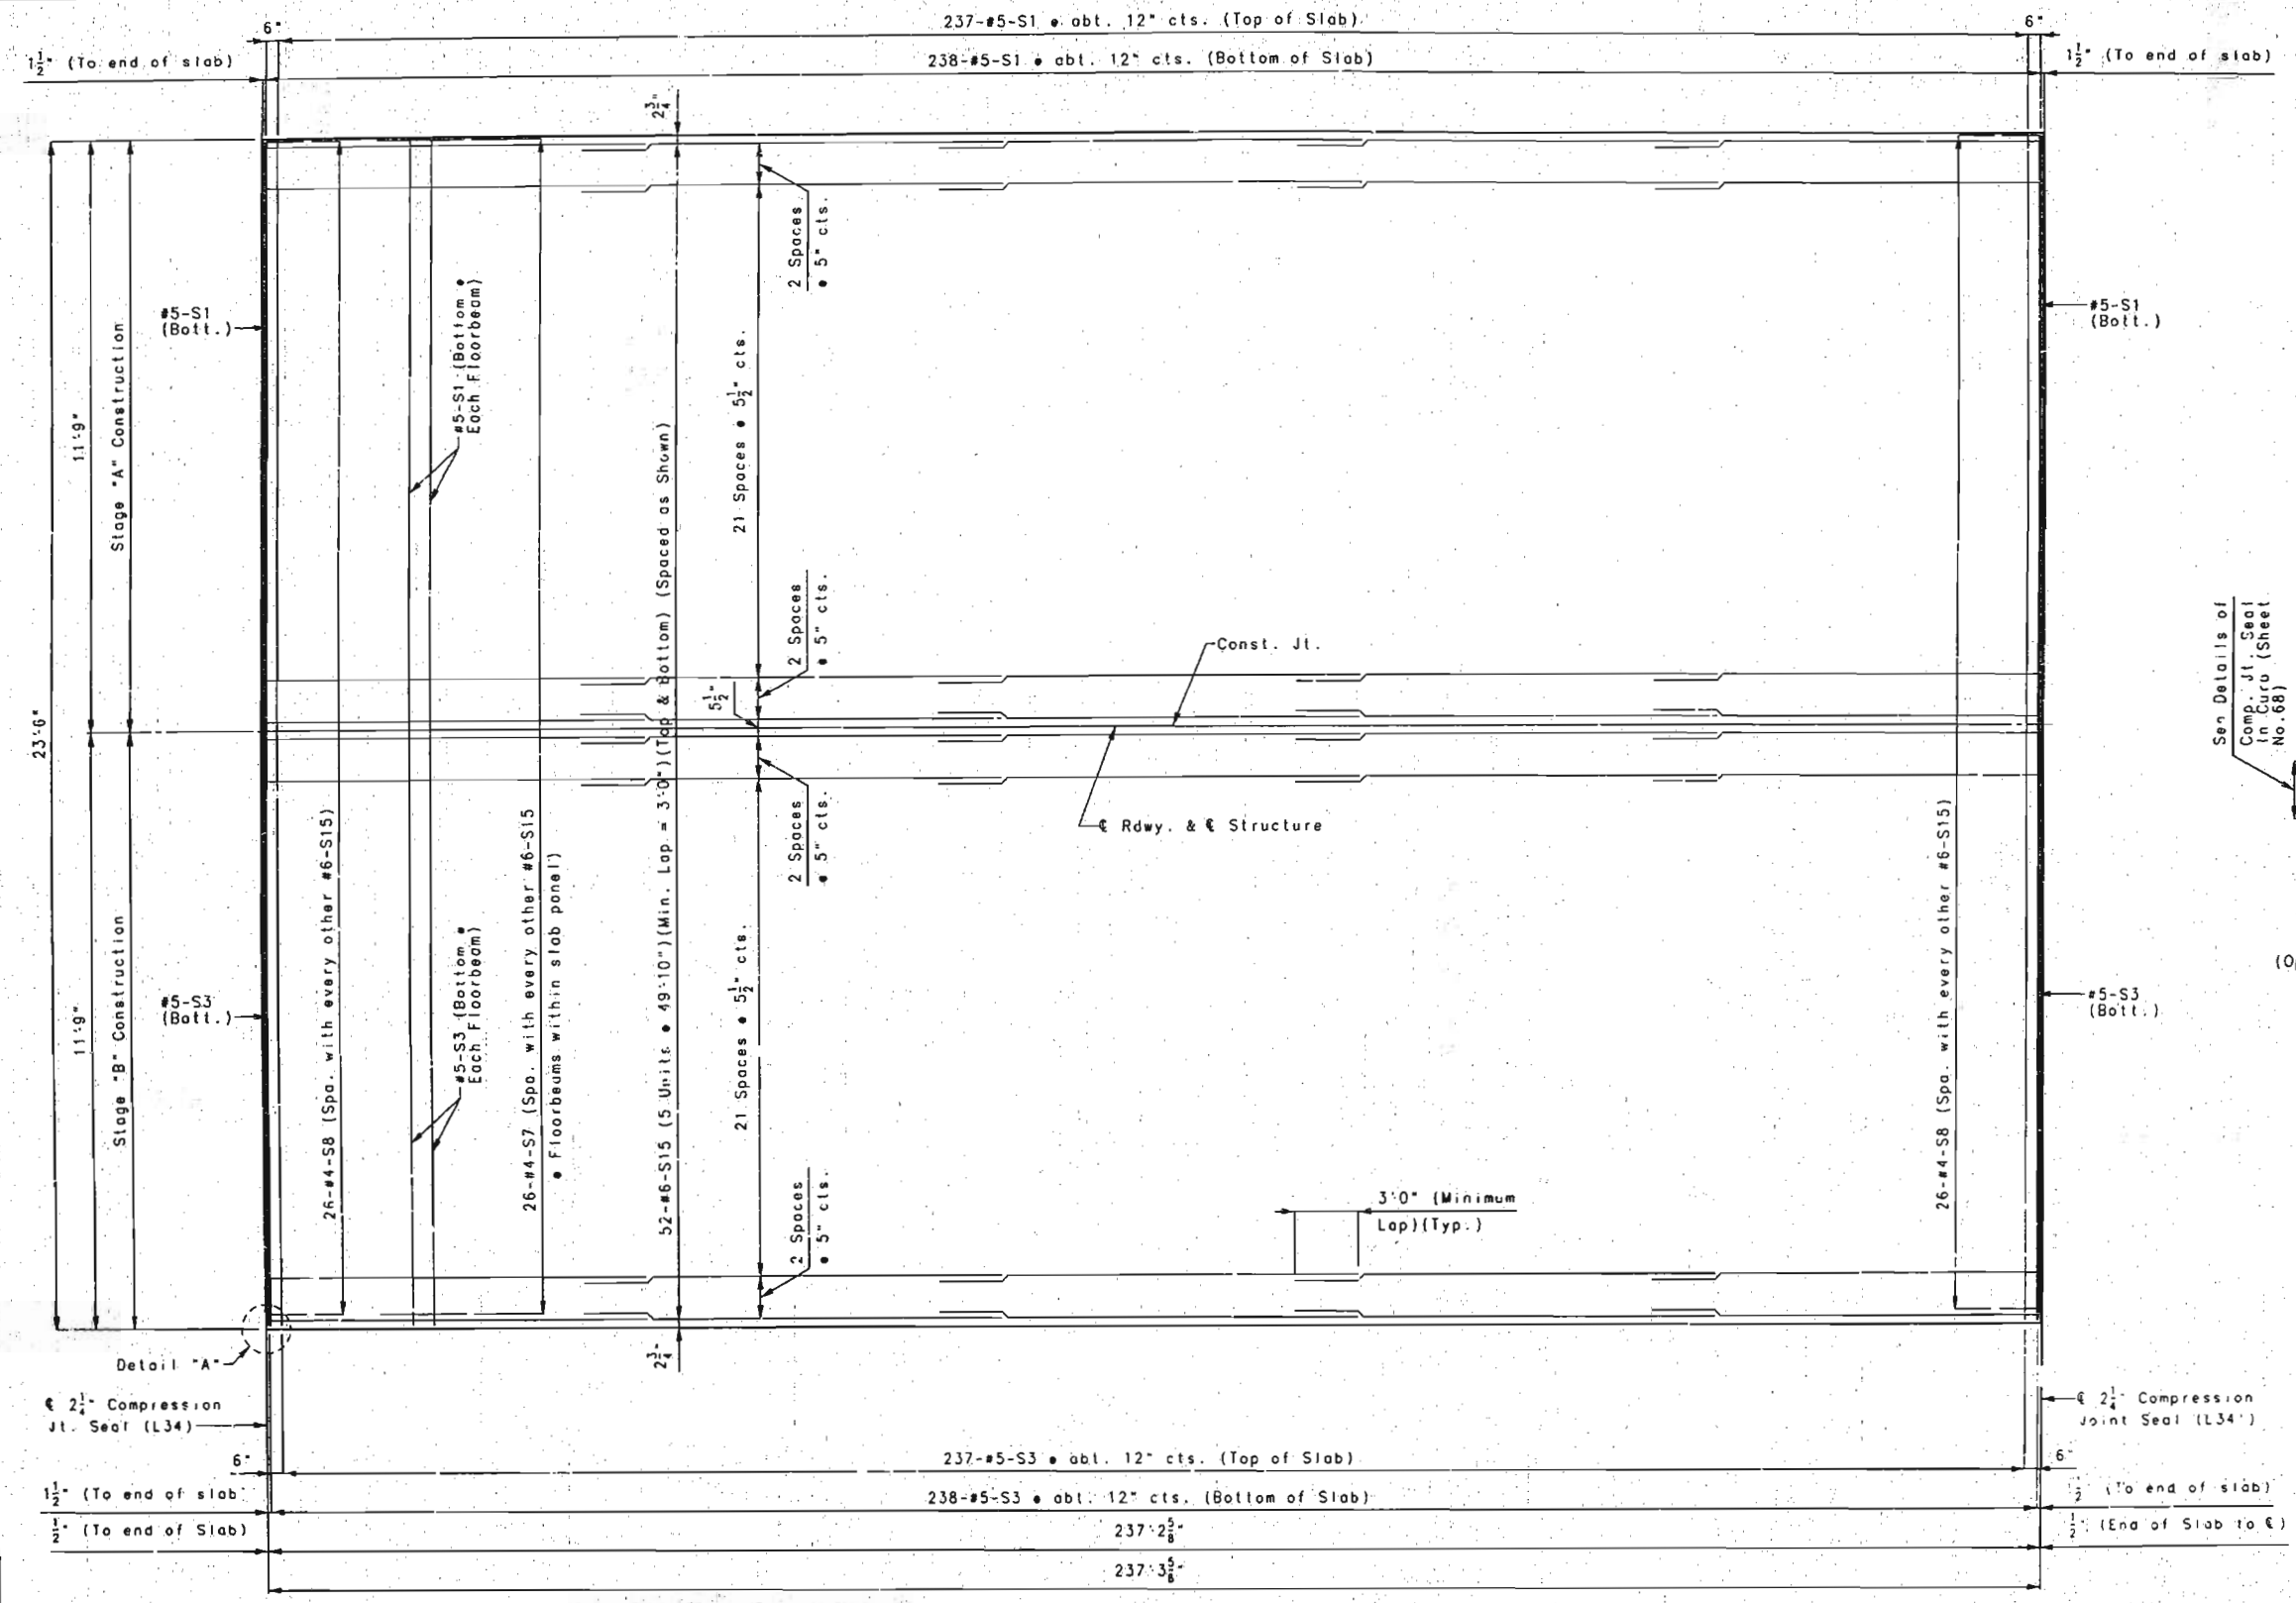 6"
237-#5-S1 ● abt. 12" cts. (Top of Slab)
6"
1½" (To end of slab)
238-#5-S1 ● abt. 12" cts. (Bottom of Slab)
1½" (To end of slab)
2¾"
2 Spaces
● 5" cts.
#5-S1
(Bott.)
#5-S1 (Bottom ●
Each Floorbeam)
#5-S1
(Bott.)
11'-9"
Stage "A" Construction
21 Spaces ● 5½" cts.
2 Spaces
● 5" cts.
5½"
Const. Jt.
23'-6"
See Details of
Comp. Jt. Seal
in Curb (Sheet
No.68)
℄ Rdwy. & ℄ Structure
2 Spaces
● 5" cts.
26-#4-S8 (Spa. with every other #6-S15)
26-#4-S7 (Spa. with every other #6-S15
● Floorbeams within slab panel)
52-#6-S15 (5 Units ● 49'-10")(Min. Lap = 3'-0")(Top & Bottom) (Spaced as Shown)
26-#4-S8 (Spa. with every other #6-S15)
11'-9"
Stage "B" Construction
#5-S3
(Bott.)
#5-S3 (Bottom ●
Each Floorbeam)
21 Spaces ● 5½" cts.
#5-S3
(Bott.)
2 Spaces
● 5" cts.
3'-0" (Minimum
Lap)(Typ.)
2¾"
Detail "A"
℄ 2¼" Compression
Jt. Seal (L34)
℄ 2¼" Compression
Joint Seal (L34')
6"
237-#5-S3 ● abt. 12" cts. (Top of Slab)
6"
1½" (To end of slab
238-#5-S3 ● abt. 12" cts. (Bottom of Slab)
(To end of slab)
½" (To end of Slab)
237'-2⅝"
½" (End of Slab to ℄)
237'-3⅝"